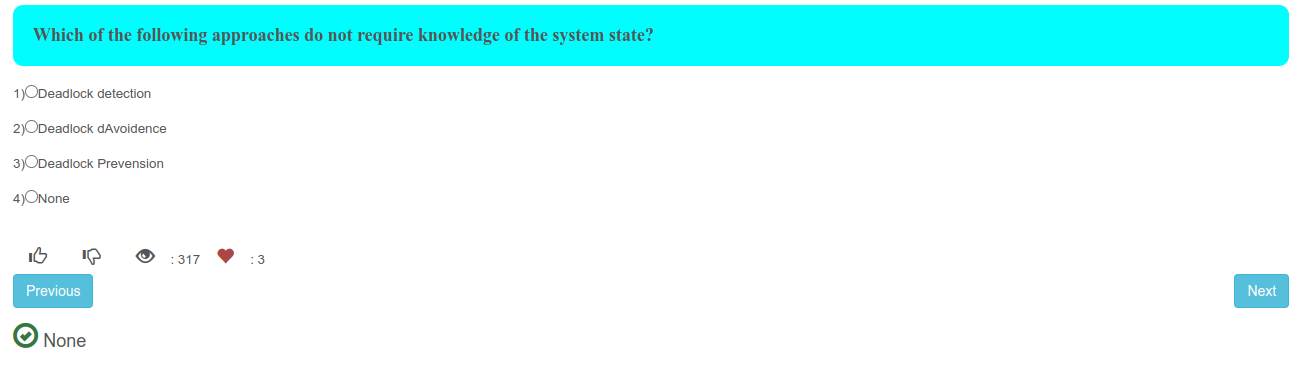 Which of the following approaches do not require knowledge of the system state?
1)Deadlock detection
2)Deadlock dAvoidence
3)Deadlock Prevension
4)None
: 317 : 3
Previous Next
None